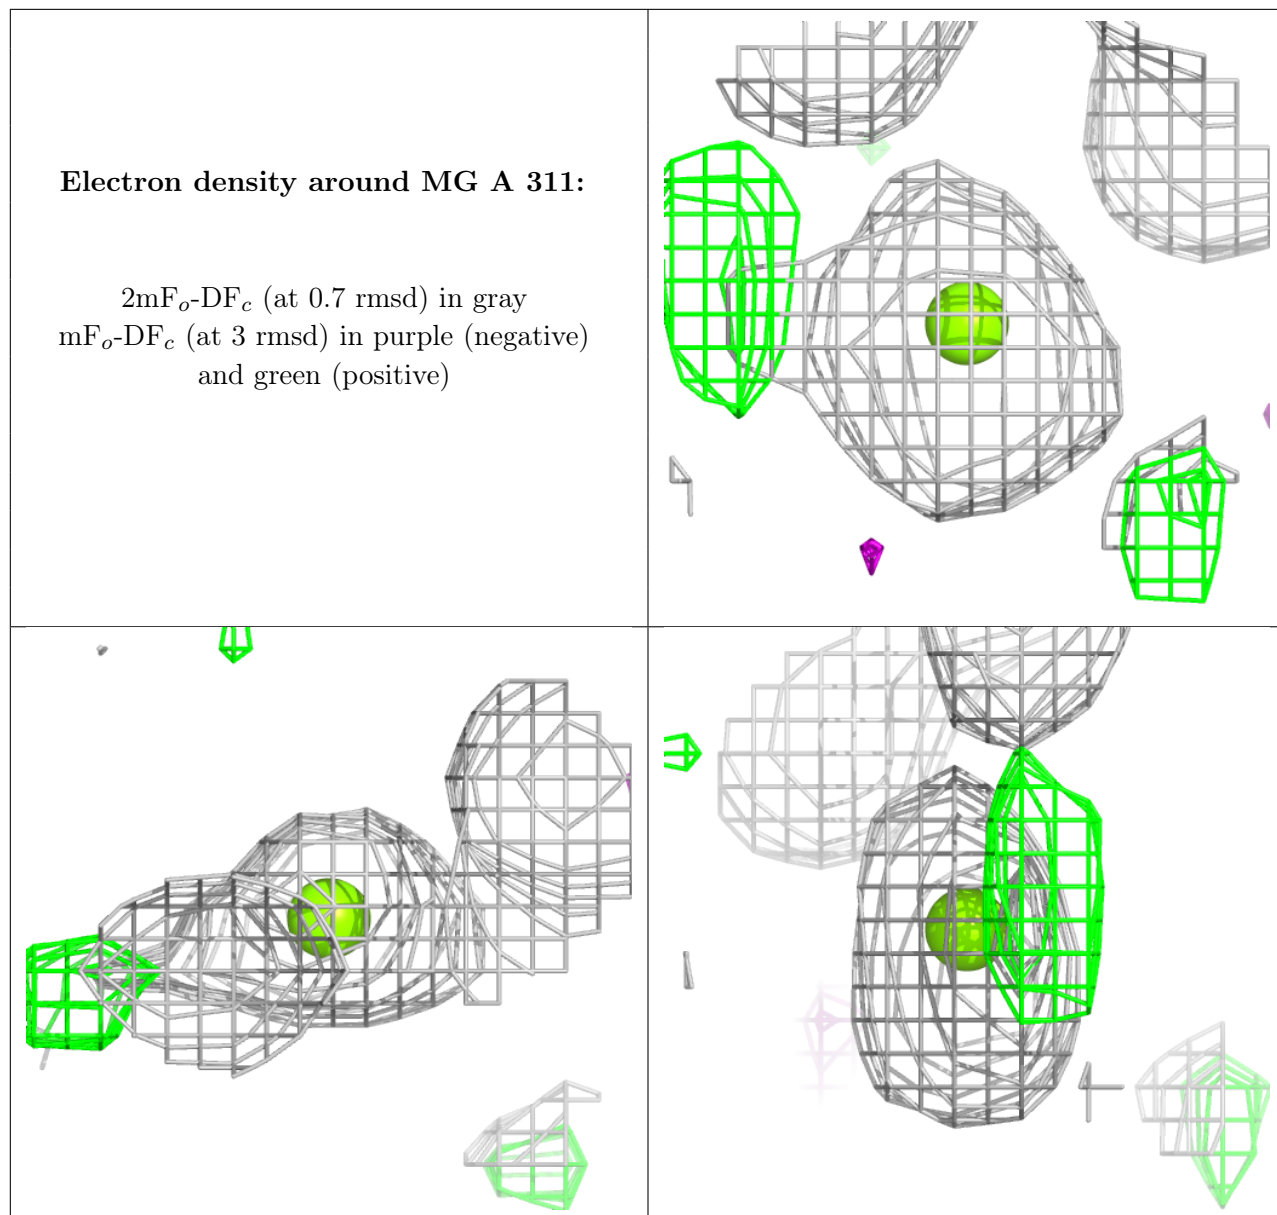 Electron density around MG A 311:
2mFo-DFc (at 0.7 rmsd) in gray
mFo-DFc (at 3 rmsd) in purple (negative)
and green (positive)